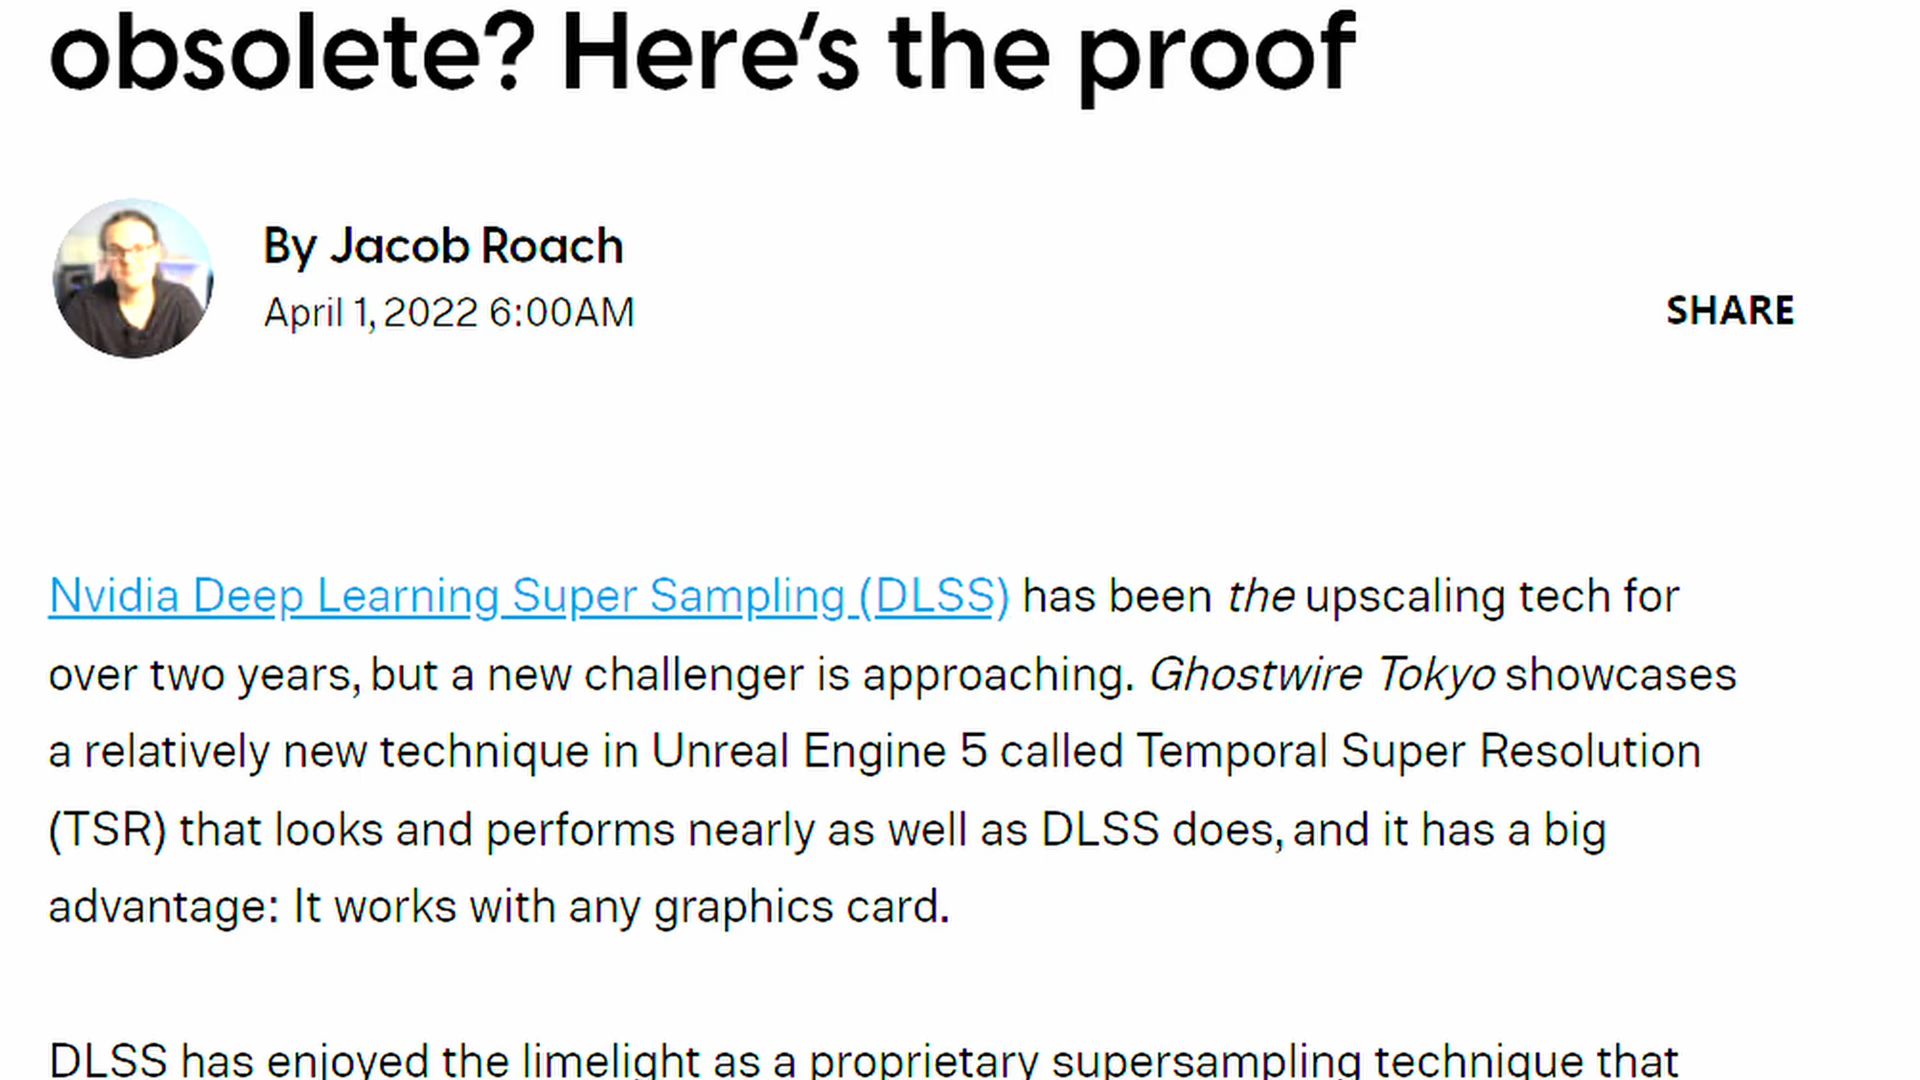 obsolete? Here’s the proof
By Jacob Roach
April 1, 2022 6:00AM
SHARE
Nvidia Deep Learning Super Sampling (DLSS) has been the upscaling tech for
over two years, but a new challenger is approaching. Ghostwire Tokyo showcases
a relatively new technique in Unreal Engine 5 called Temporal Super Resolution
(TSR) that looks and performs nearly as well as DLSS does, and it has a big
advantage: It works with any graphics card.
DLSS has enjoyed the limelight as a proprietary supersampling technique that